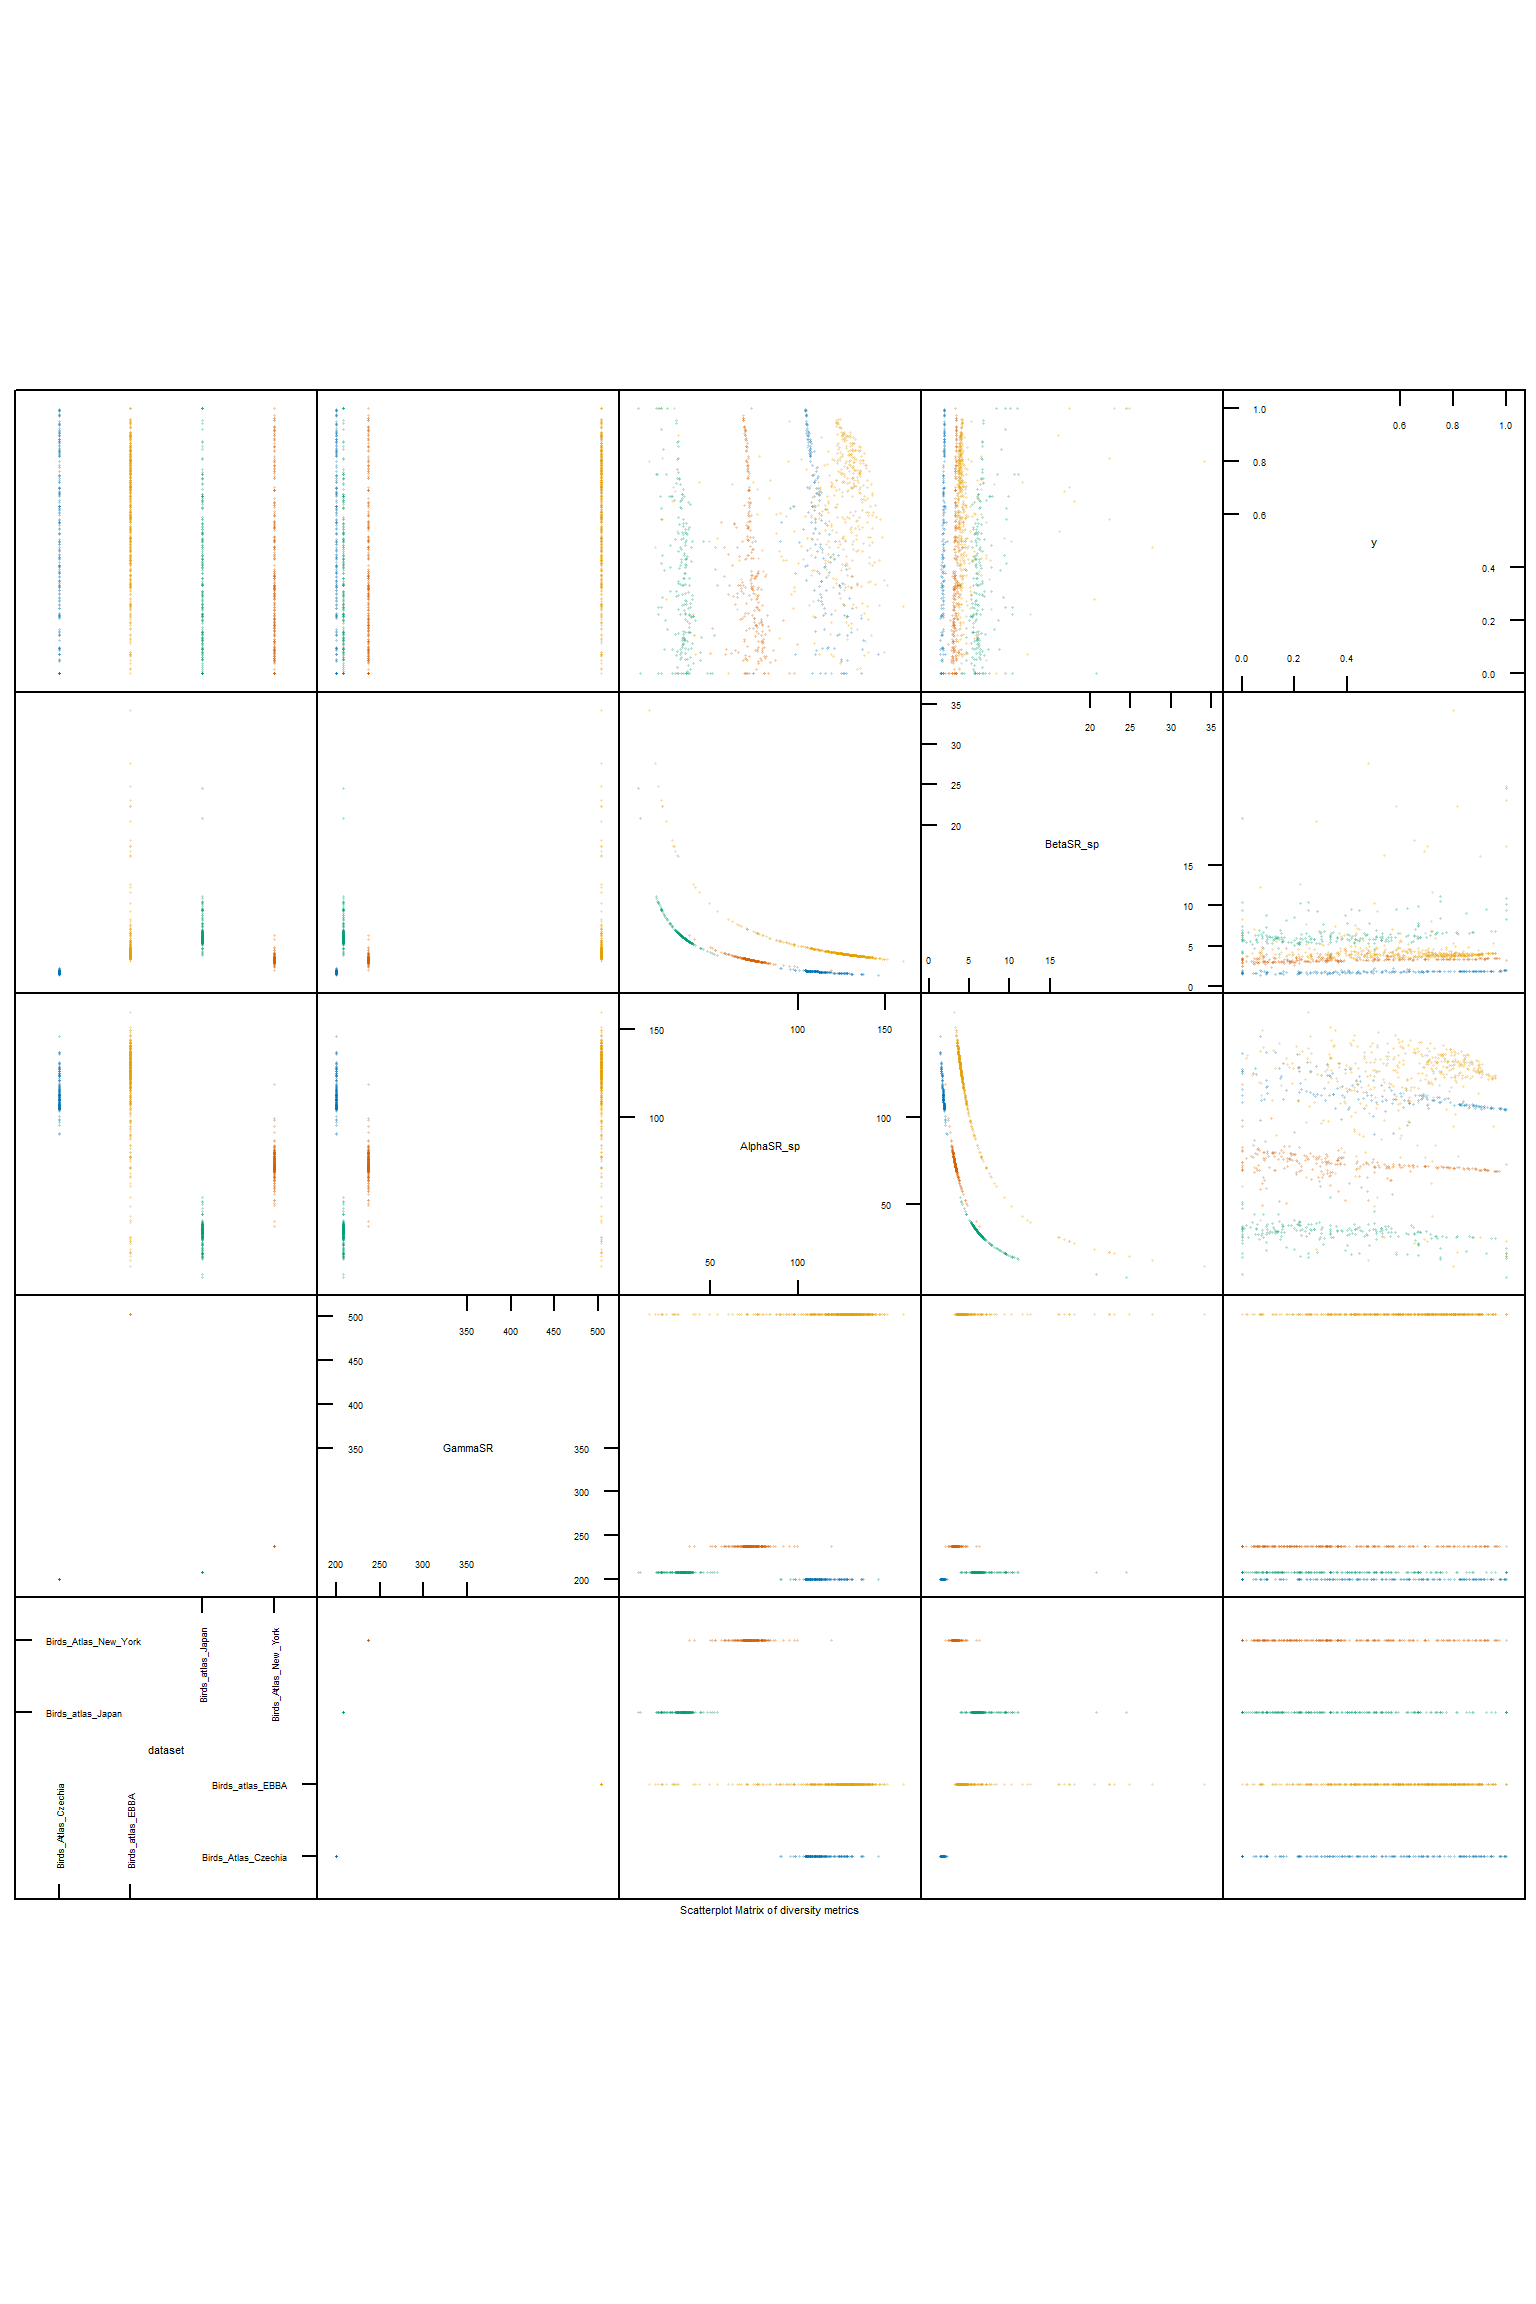 1.0
0.6 0.8 1.0
0.8
0.6
y
0.4
0.2
0.0 0.2 0.4
0.0
35
20 25 30 35
30
25
20
BetaSR_sp
15
10
5
0 5 10 15
0
150
100 150
100 100
AlphaSR_sp
50
50 100
500
350 400 450 500
450
400
350 GammaSR 350
300
250
200 250 300 350
200
Birds_Atlas_New_York
Birds_atlas_Japan
Birds_Atlas_New_York
Birds_atlas_Japan
dataset
Birds_atlas_EBBA
Birds_Atlas_Czechia
Birds_atlas_EBBA
Birds_Atlas_Czechia
Scatterplot Matrix of diversity metrics